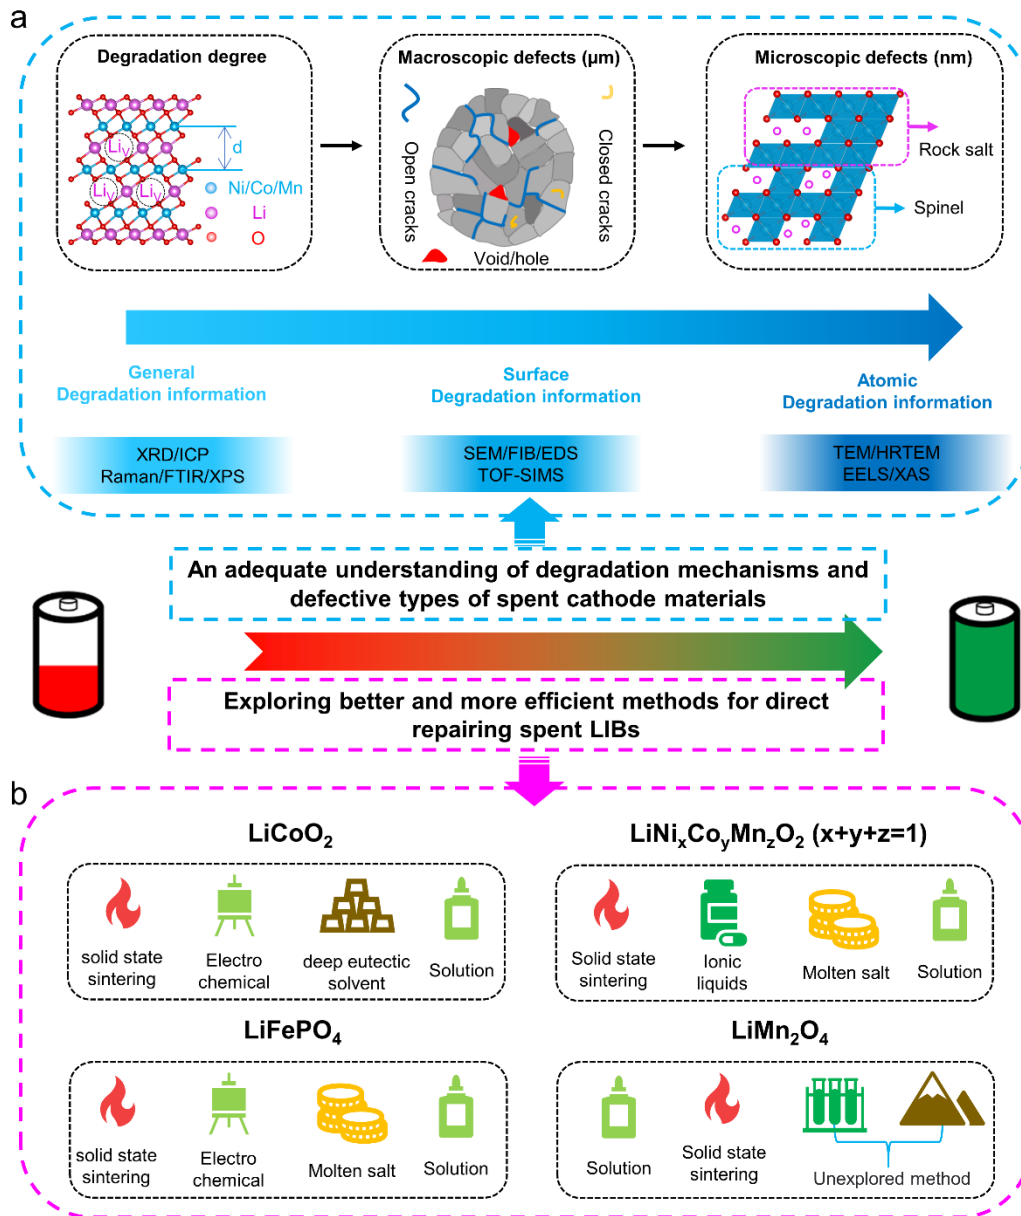 a
Degradation degree
Macroscopic defects (μm)
Microscopic defects (nm)
Li_V
d
Li_V
Li_V
Ni/Co/Mn
Li
O
Open cracks
Closed cracks
Void/hole
Rock salt
Spinel
General
Degradation information
Surface
Degradation information
Atomic
Degradation information
XRD/ICP
Raman/FTIR/XPS
SEM/FIB/EDS
TOF-SIMS
TEM/HRTEM
EELS/XAS
An adequate understanding of degradation mechanisms and
defective types of spent cathode materials
Exploring better and more efficient methods for direct
repairing spent LIBs
b
LiCoO₂
solid state
sintering
Electro
chemical
deep eutectic
solvent
Solution
LiNiₓCo_yMn_zO₂ (x+y+z=1)
Solid state
sintering
Ionic
liquids
Molten salt
Solution
LiFePO₄
solid state
sintering
Electro
chemical
Molten salt
Solution
LiMn₂O₄
Solution
Solid state
sintering
Unexplored method